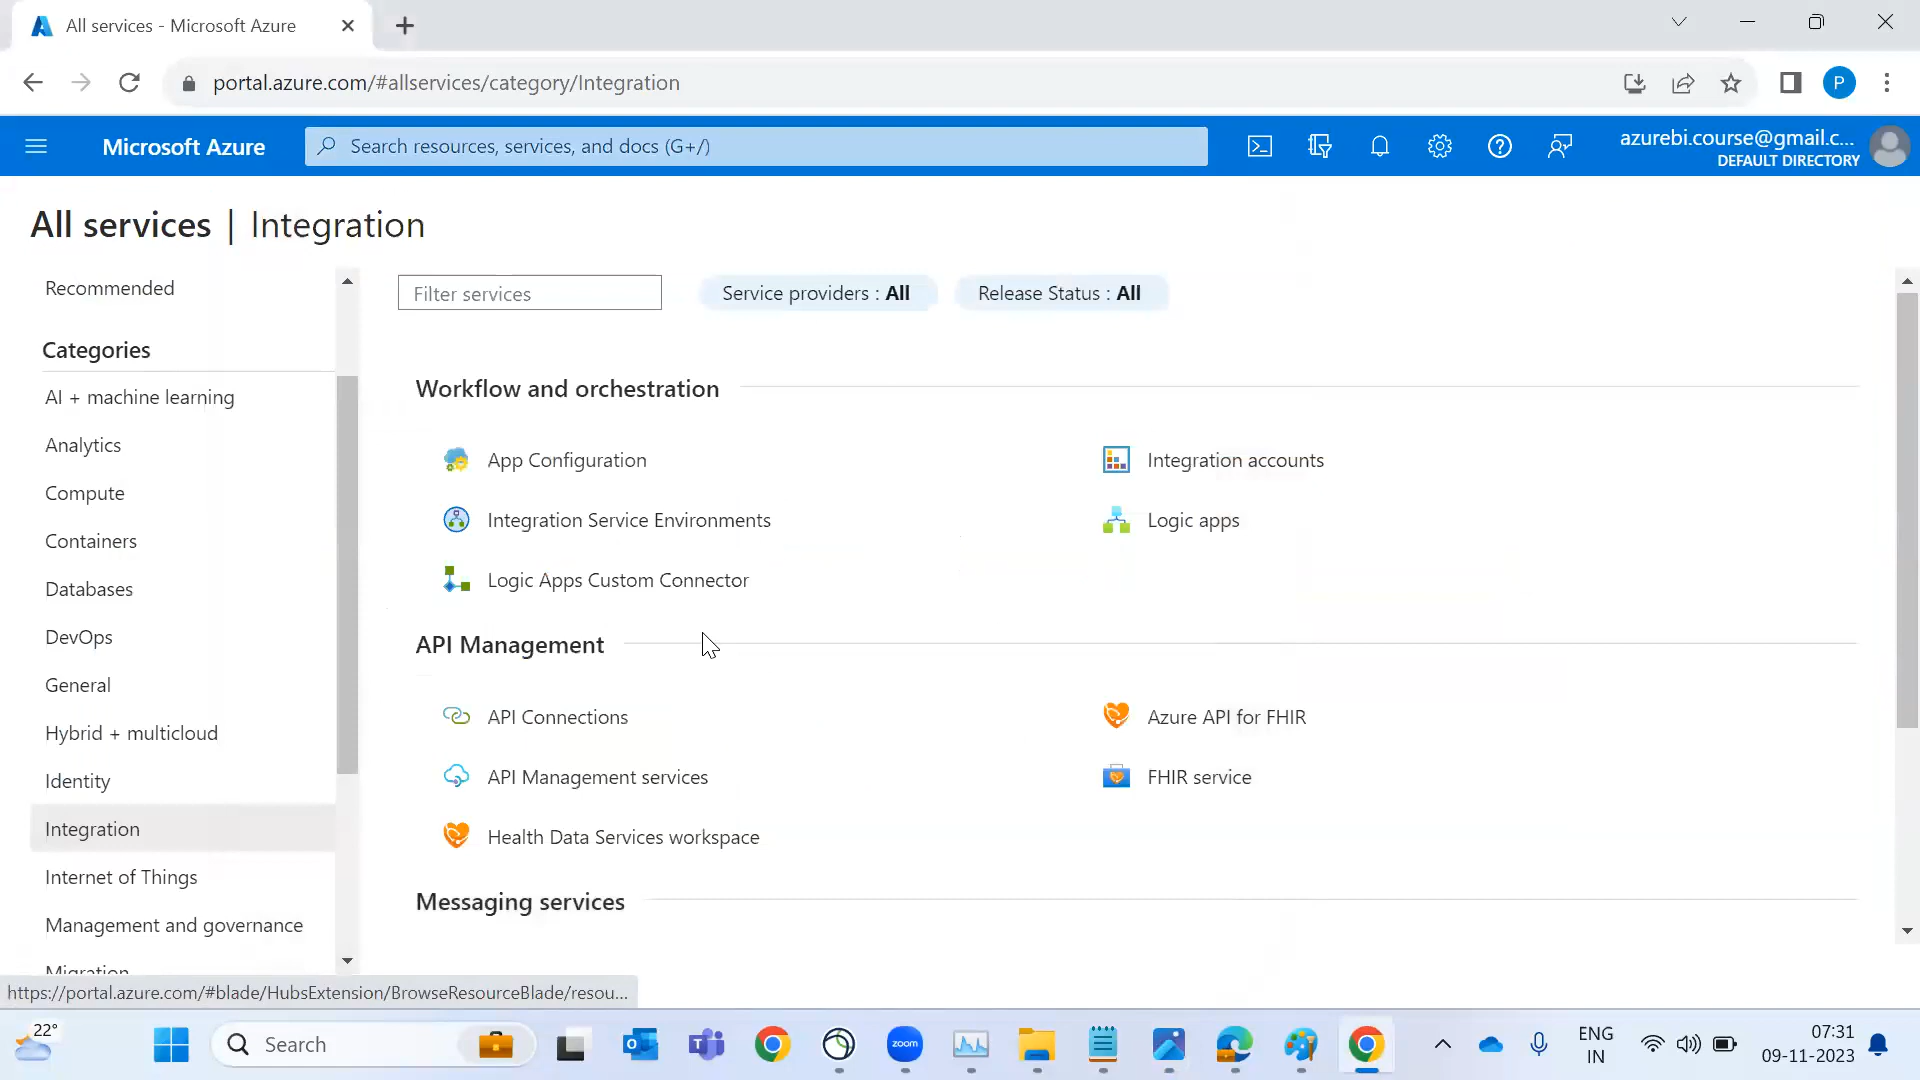 All services - Microsoft Azure
portal.azure.com/#allservices/category/Integration
P
Microsoft Azure
Search resources, services, and docs (G+/)
azurebi.course@gmail.c...
DEFAULT DIRECTORY
All services | Integration
Recommended
Categories
AI + machine learning
Analytics
Compute
Containers
Databases
DevOps
General
Hybrid + multicloud
Identity
Integration
Internet of Things
Management and governance
Migration
Filter services
Service providers : All
Release Status : All
Workflow and orchestration
App Configuration
Integration accounts
Integration Service Environments
Logic apps
Logic Apps Custom Connector
API Management
API Connections
Azure API for FHIR
API Management services
FHIR service
Health Data Services workspace
Messaging services
https://portal.azure.com/#blade/HubsExtension/BrowseResourceBlade/resou...
22°
Search
zoom
ENG
IN
07:31
09-11-2023